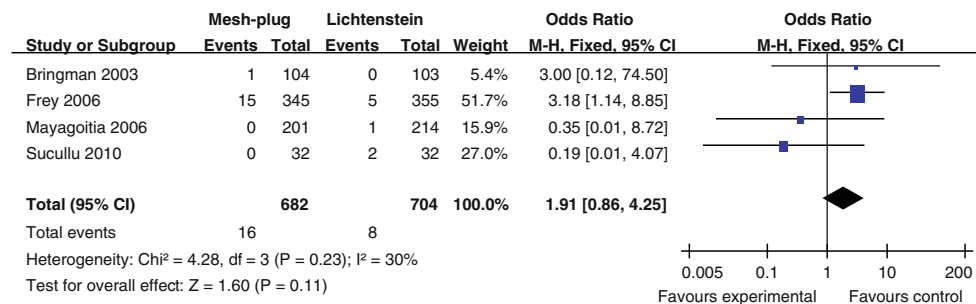 Mesh-plug Lichtenstein Odds Ratio Odds Ratio
Study or Subgroup Events Total Events Total Weight M-H, Fixed, 95% CI M-H, Fixed, 95% CI
Bringman 2003 1 104 0 103 5.4% 3.00 [0.12, 74.50]
Frey 2006 15 345 5 355 51.7% 3.18 [1.14, 8.85]
Mayagoitia 2006 0 201 1 214 15.9% 0.35 [0.01, 8.72]
Sucullu 2010 0 32 2 32 27.0% 0.19 [0.01, 4.07]
Total (95% CI) 682 704 100.0% 1.91 [0.86, 4.25]
Total events 16 8
Heterogeneity: Chi² = 4.28, df = 3 (P = 0.23); I² = 30%
Test for overall effect: Z = 1.60 (P = 0.11)
0.005 0.1 1 10 200
Favours experimental Favours control